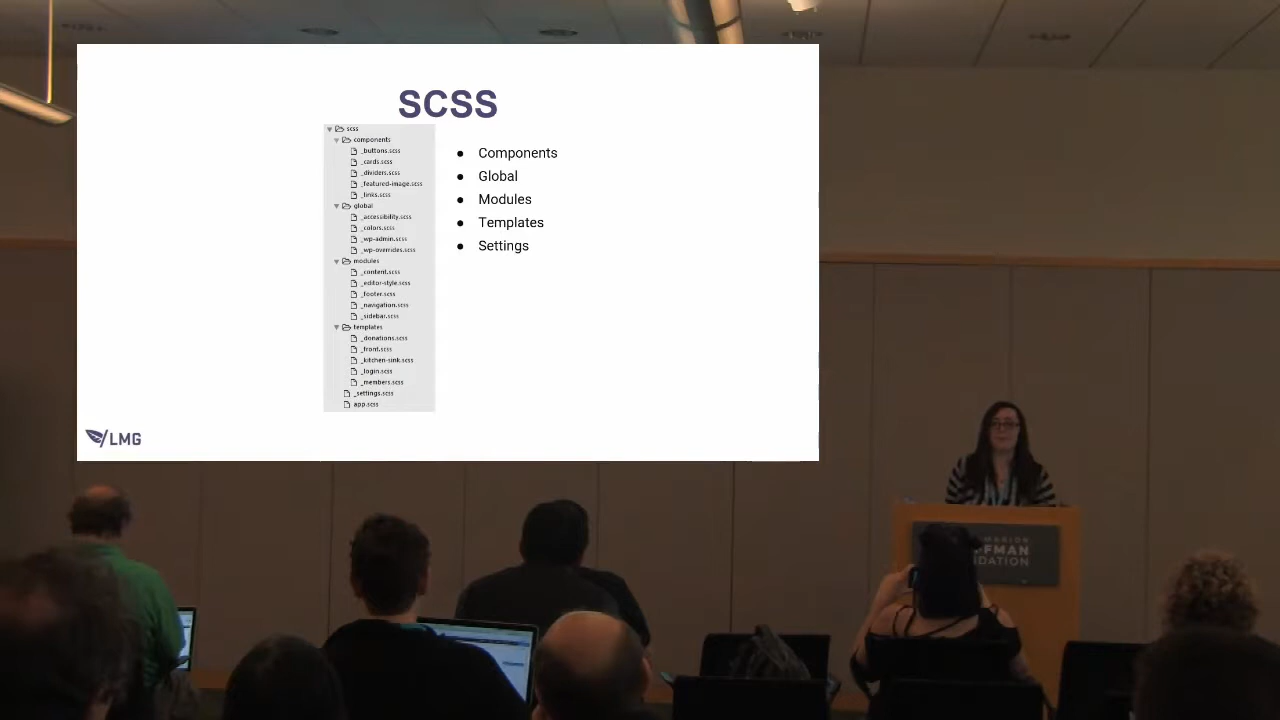 SCSS
scss
components
_buttons.scss
_cards.scss
_dividers.scss
_featured-image.scss
_links.scss
global
_accessibility.scss
_colors.scss
_wp-admin.scss
_wp-overrides.scss
modules
_content.scss
_editor-style.scss
_footer.scss
_navigation.scss
_sidebar.scss
templates
_donations.scss
_front.scss
_kitchen-sink.scss
_login.scss
_members.scss
_settings.scss
app.scss
● Components
● Global
● Modules
● Templates
● Settings
LMG
MARION
FFMAN
NDATION